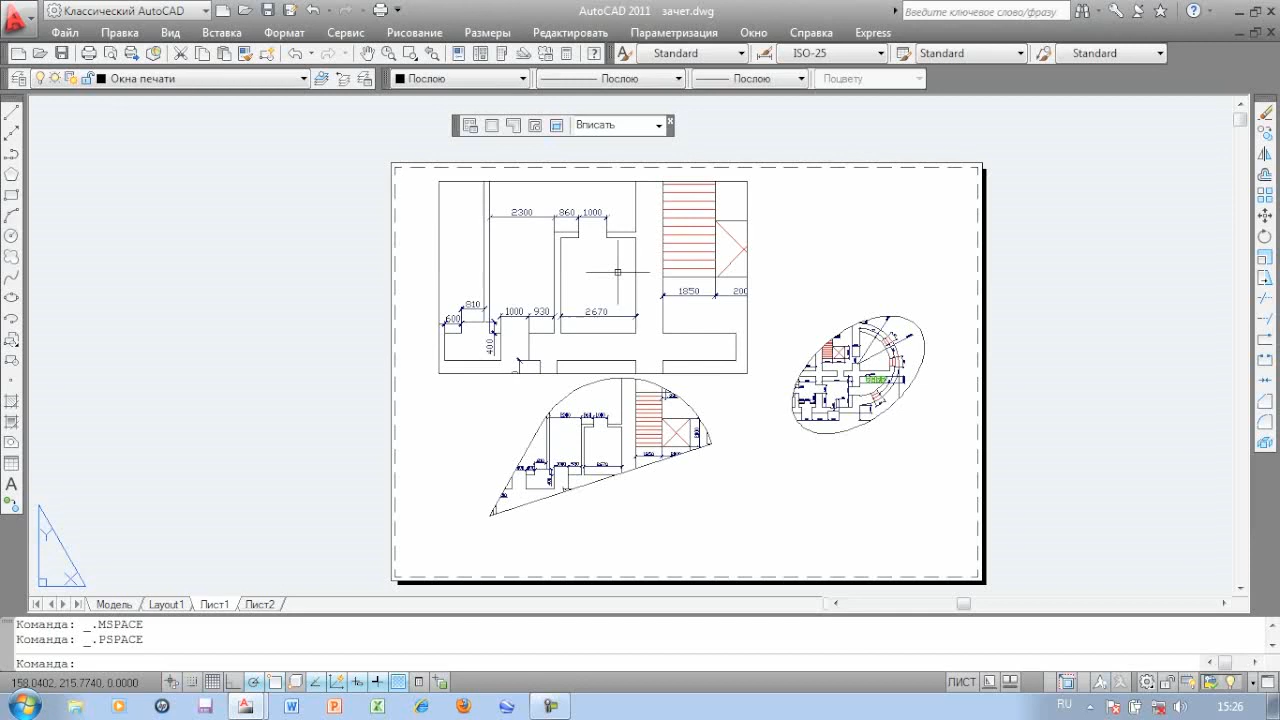 Классический AutoCAD
AutoCAD 2011 зачет.dwg
Введите ключевое слово/фразу
Файл Правка Вид Вставка Формат Сервис Рисование Размеры Редактировать Параметризация Окно Справка Express
Standard ISO-25 Standard Standard
Окна печати Послою Послою Послою Поцвету
Вписать
2300 860 1000
1850 200
810
600 1000 930 2670
400
Модель Layout1 Лист1 Лист2
Команда: _.MSPACE
Команда: _.PSPACE
Команда:
158.0402, 215.7740, 0.0000 ЛИСТ
RU 15:26